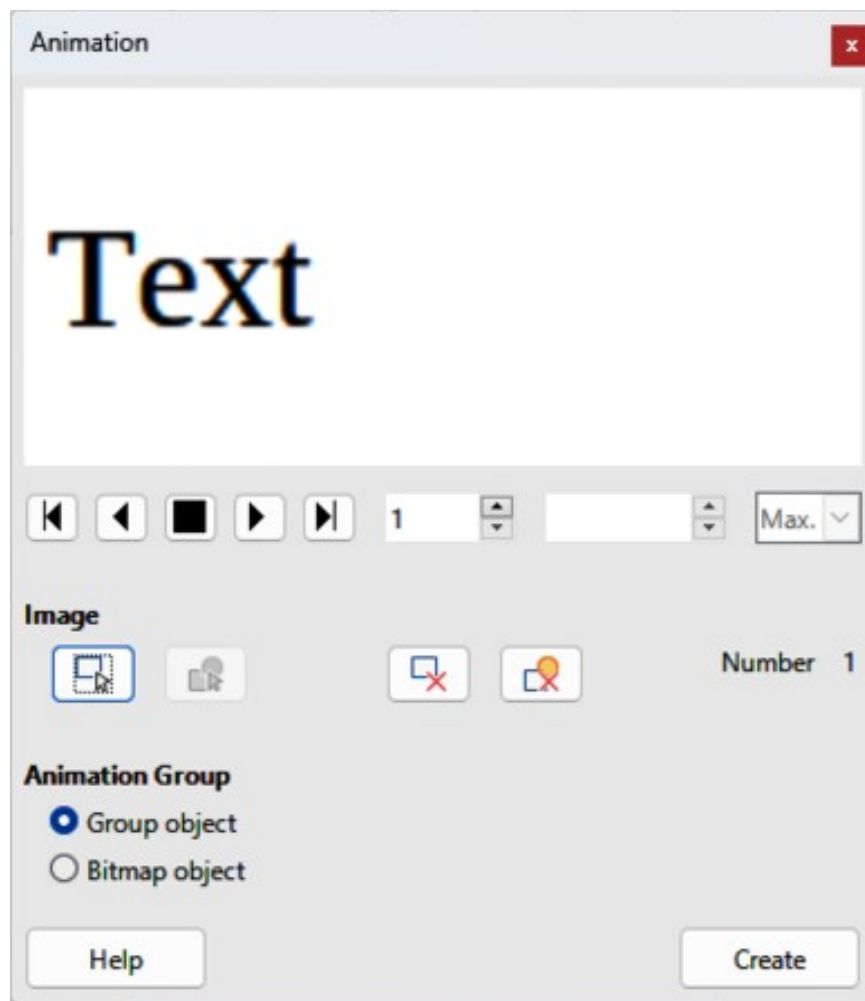 Animation
Text
1 Max.
Image
Number 1
Animation Group
Group object
Bitmap object
Help Create